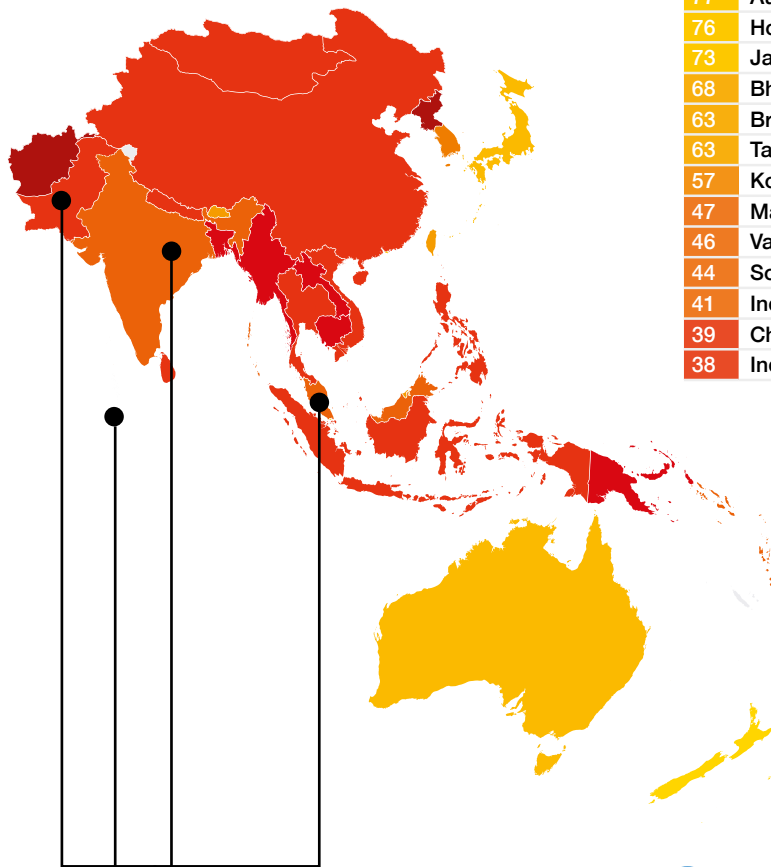 76 Ho
73 Ja
68 Bh
63 Br
63 Ta
57 Ko
47 Ma
46 Va
44 So
41 Ind
39 Ch
38 Ind